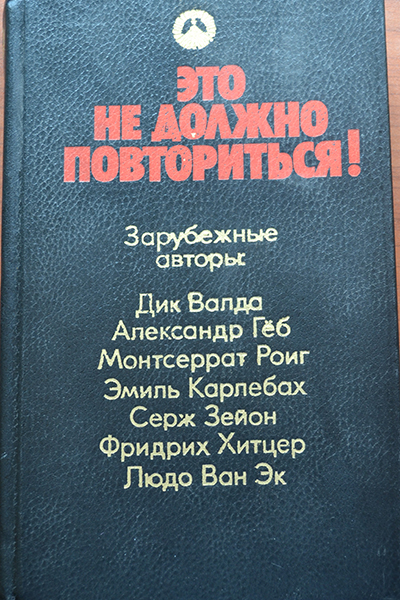 ЭТО
НЕ ДОЛЖНО
ПОВТОРИТЬСЯ!
Зарубежные
авторы:
Дик Валда
Александр Гёб
Монтсеррат Роиг
Эмиль Карлебах
Серж Зейон
Фридрих Хитцер
Людо Ван Эк